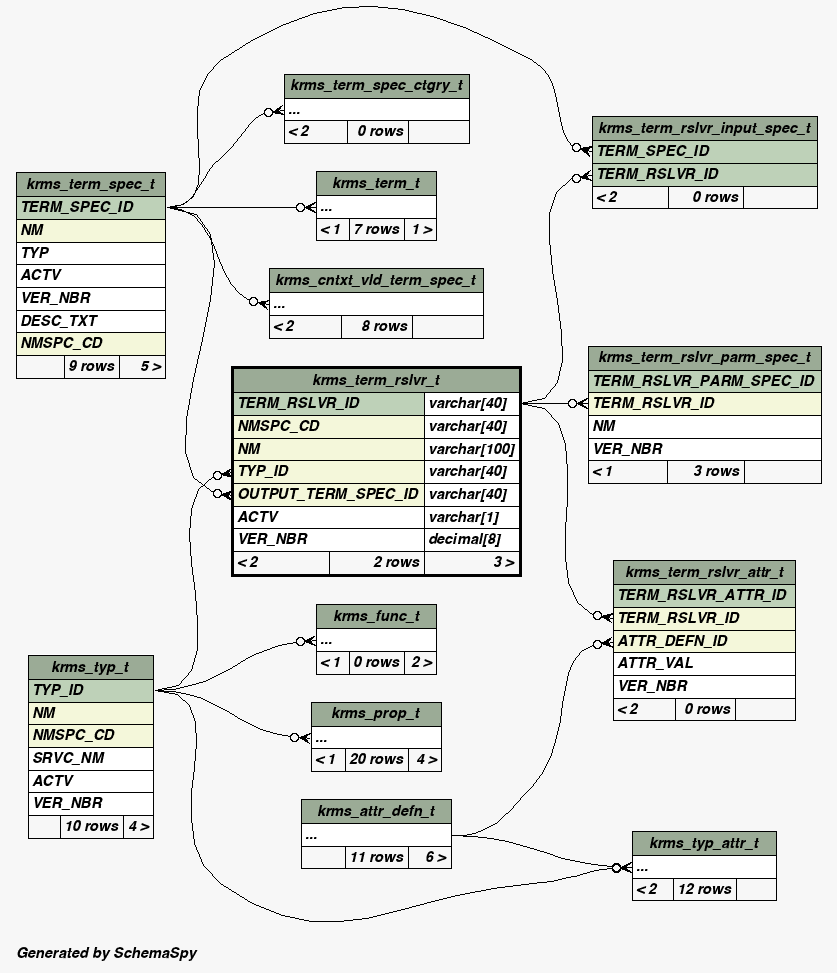 krms_term_spec_ctgry_t
...
< 2 0 rows
krms_term_rslvr_input_spec_t
TERM_SPEC_ID
TERM_RSLVR_ID
< 2 0 rows
krms_term_spec_t
TERM_SPEC_ID
NM
TYP
ACTV
VER_NBR
DESC_TXT
NMSPC_CD
9 rows 5 >
krms_term_t
...
< 1 7 rows 1 >
krms_cntxt_vld_term_spec_t
...
< 2 8 rows
krms_term_rslvr_t
TERM_RSLVR_ID varchar[40]
NMSPC_CD varchar[40]
NM varchar[100]
TYP_ID varchar[40]
OUTPUT_TERM_SPEC_ID varchar[40]
ACTV varchar[1]
VER_NBR decimal[8]
< 2 2 rows 3 >
krms_term_rslvr_parm_spec_t
TERM_RSLVR_PARM_SPEC_ID
TERM_RSLVR_ID
NM
VER_NBR
< 1 3 rows
krms_term_rslvr_attr_t
TERM_RSLVR_ATTR_ID
TERM_RSLVR_ID
ATTR_DEFN_ID
ATTR_VAL
VER_NBR
< 2 0 rows
krms_func_t
...
< 1 0 rows 2 >
krms_typ_t
TYP_ID
NM
NMSPC_CD
SRVC_NM
ACTV
VER_NBR
10 rows 4 >
krms_prop_t
...
< 1 20 rows 4 >
krms_attr_defn_t
...
11 rows 6 >
krms_typ_attr_t
...
< 2 12 rows
Generated by SchemaSpy